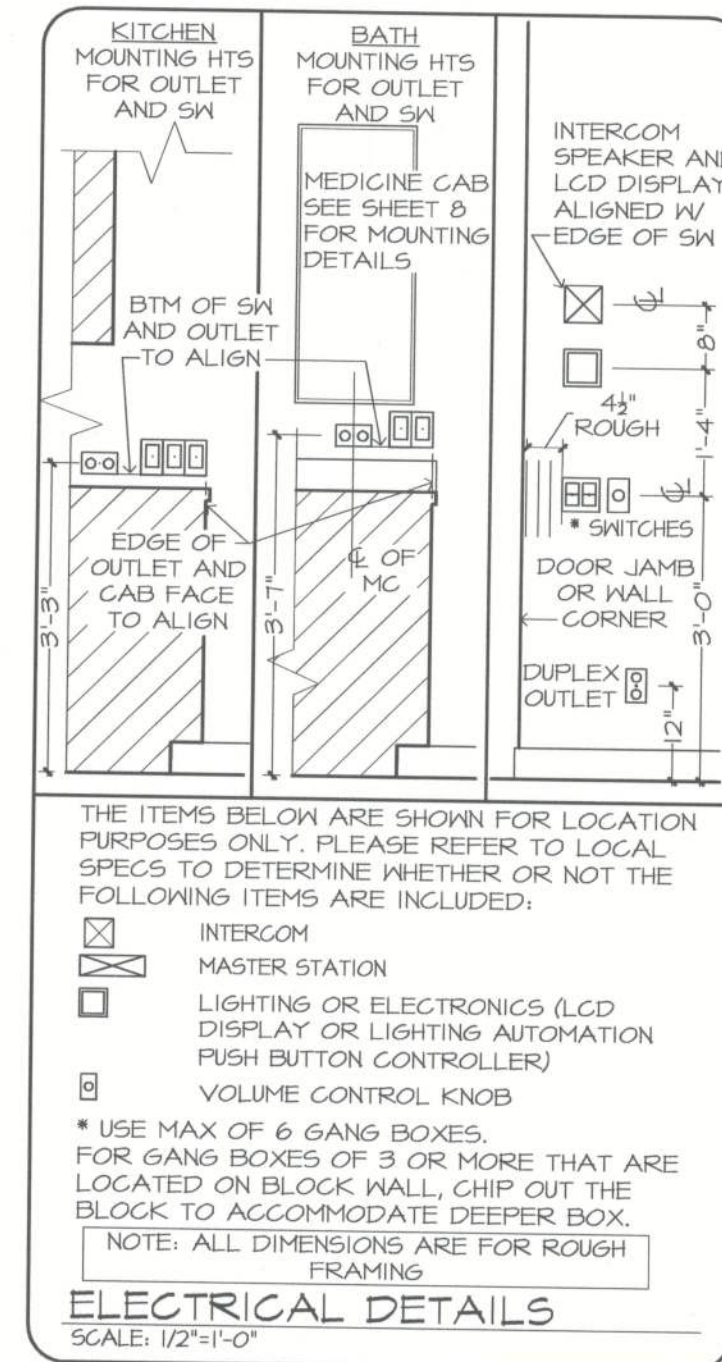 KITCHEN
MOUNTING HTS
FOR OUTLET
AND SW
BTM OF SW
AND OUTLET
TO ALIGN
EDGE OF
OUTLET AND
CAB FACE
TO ALIGN
3'-3"
BATH
MOUNTING HTS
FOR OUTLET
AND SW
MEDICINE CAB
SEE SHEET 8
FOR MOUNTING
DETAILS
℄ OF
MC
3'-7"
INTERCOM
SPEAKER AND
LCD DISPLAY
ALIGNED W/
EDGE OF SW
℄
8"
4½"
ROUGH
1'-4"
℄
* SWITCHES
DOOR JAMB
OR WALL
CORNER
3'-0"
DUPLEX
OUTLET
12"
THE ITEMS BELOW ARE SHOWN FOR LOCATION
PURPOSES ONLY. PLEASE REFER TO LOCAL
SPECS TO DETERMINE WHETHER OR NOT THE
FOLLOWING ITEMS ARE INCLUDED:
INTERCOM
MASTER STATION
LIGHTING OR ELECTRONICS (LCD
DISPLAY OR LIGHTING AUTOMATION
PUSH BUTTON CONTROLLER)
VOLUME CONTROL KNOB
* USE MAX OF 6 GANG BOXES.
FOR GANG BOXES OF 3 OR MORE THAT ARE
LOCATED ON BLOCK WALL, CHIP OUT THE
BLOCK TO ACCOMMODATE DEEPER BOX.
NOTE: ALL DIMENSIONS ARE FOR ROUGH
FRAMING
ELECTRICAL DETAILS
SCALE: 1/2"=1'-0"